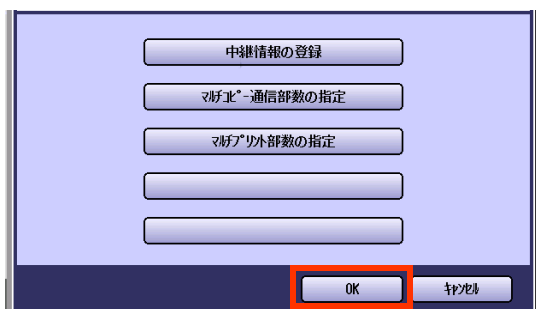 中継情報の登録
ﾏﾙﾁｺﾋﾟｰ通信部数の指定
ﾏﾙﾁﾌﾟﾘﾝﾄ部数の指定
OK
ｷｬﾝｾﾙ